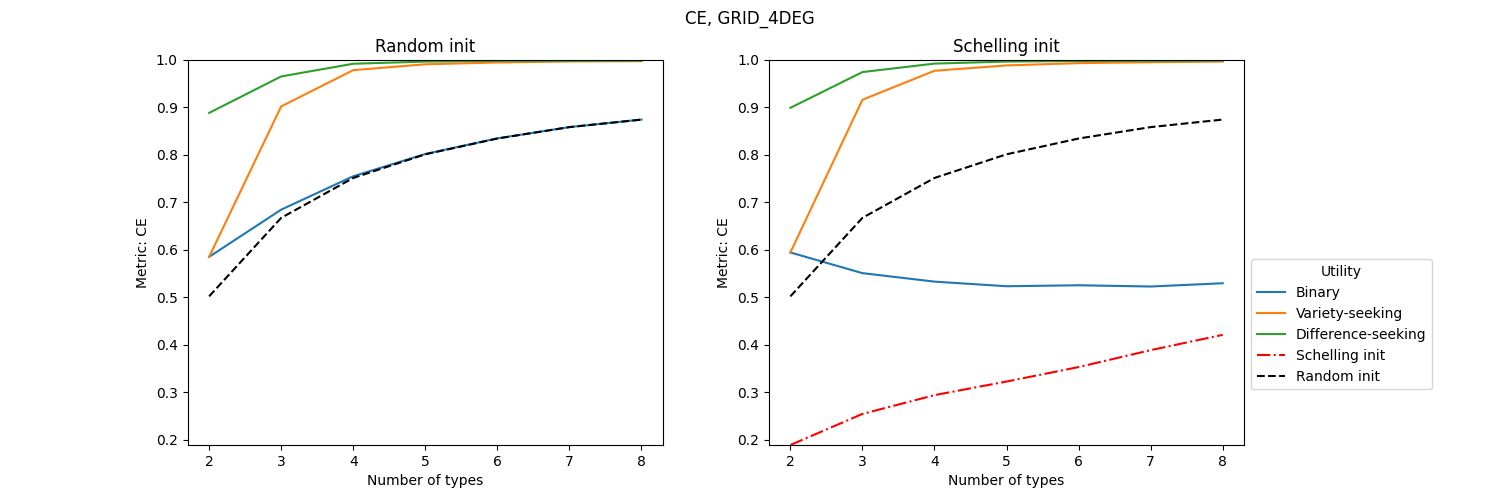 CE, GRID_4DEG
Random init
Metric: CE
1.0
0.9
0.8
0.7
0.6
0.5
0.4
0.3
0.2
2 3 4 5 6 7 8
Number of types
Schelling init
Metric: CE
1.0
0.9
0.8
0.7
0.6
0.5
0.4
0.3
0.2
2 3 4 5 6 7 8
Number of types
Utility
Binary
Variety-seeking
Difference-seeking
Schelling init
Random init